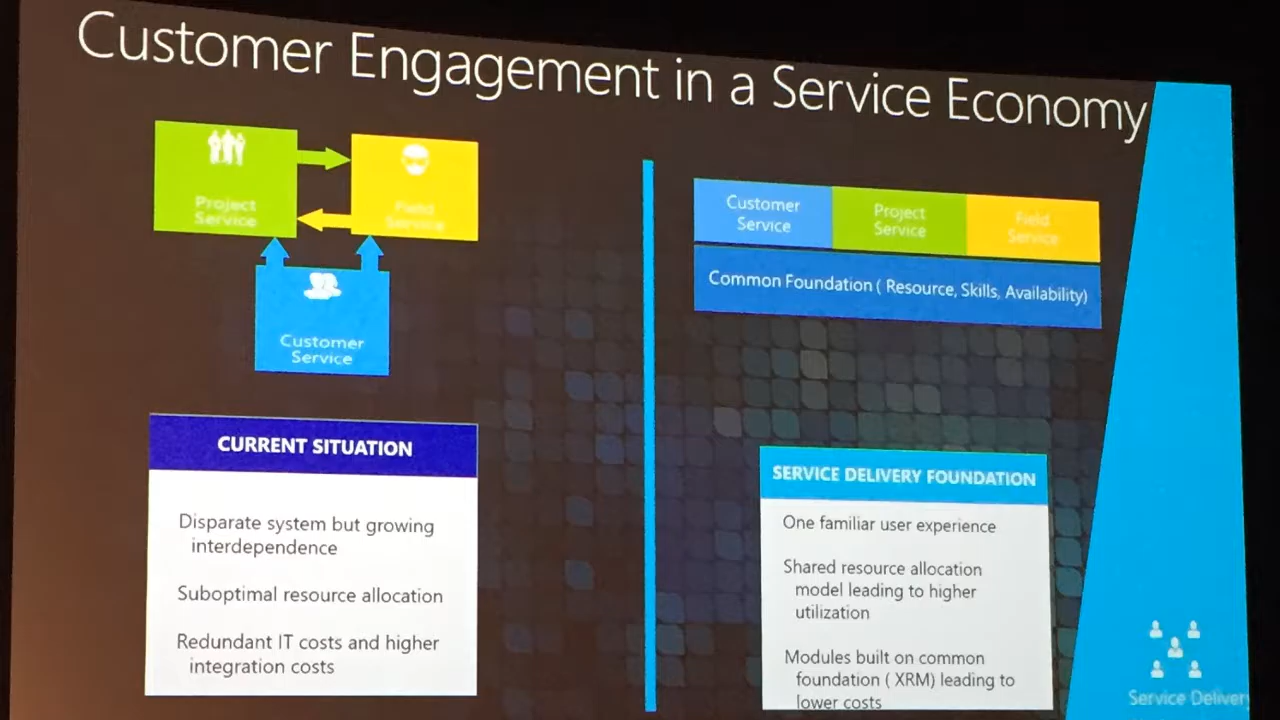 Customer Engagement in a Service Economy
Project
Service
Field
Service
Customer
Service
CURRENT SITUATION
Disparate system but growing
interdependence
Suboptimal resource allocation
Redundant IT costs and higher
integration costs
Customer
Service
Project
Service
Field
Service
Common Foundation ( Resource, Skills, Availability)
SERVICE DELIVERY FOUNDATION
One familiar user experience
Shared resource allocation
model leading to higher
utilization
Modules built on common
foundation ( XRM) leading to
lower costs
Service Delivery